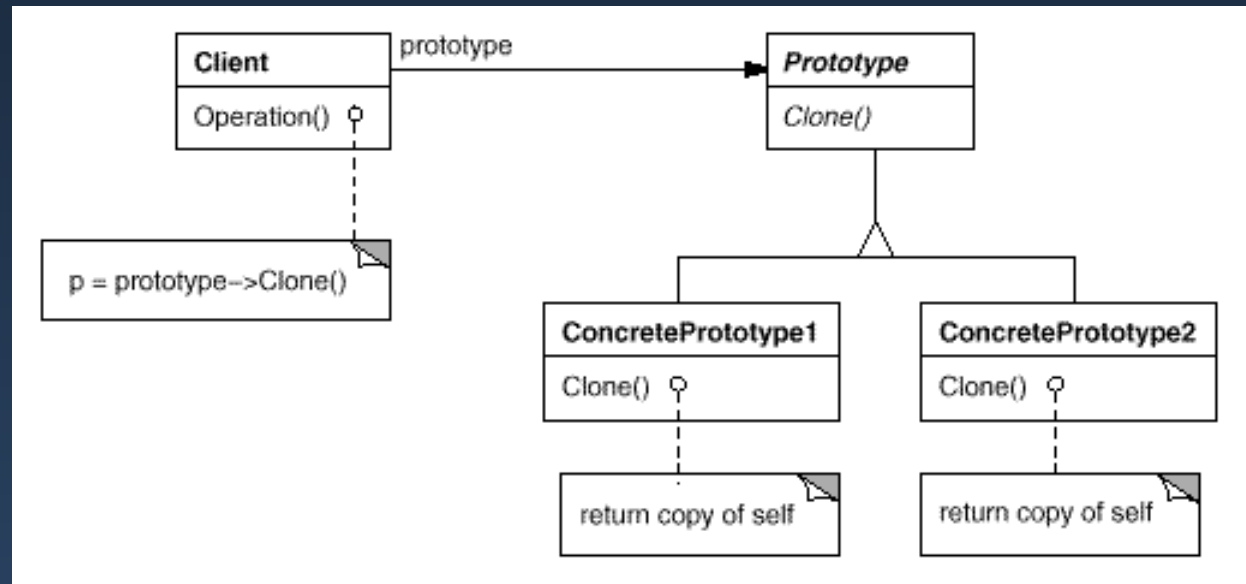 Client
prototype
Prototype
Operation()
Clone()
p = prototype–>Clone()
ConcretePrototype1
ConcretePrototype2
Clone()
Clone()
return copy of self
return copy of self